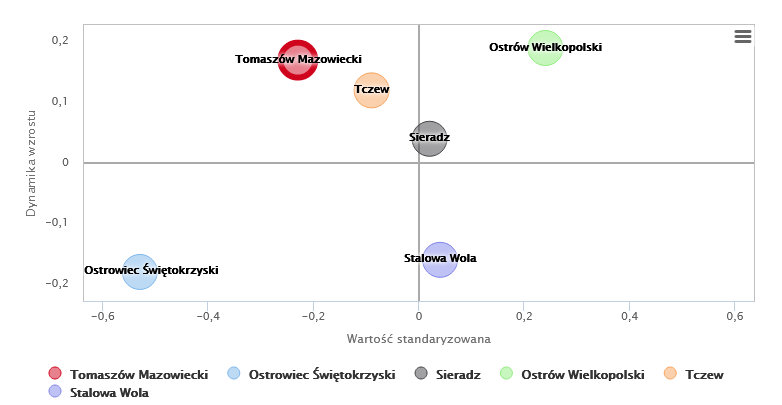 0,2
0,1
0
−0,1
−0,2
Dynamika wzrostu
Tomaszów Mazowiecki
Ostrów Wielkopolski
Tczew
Sieradz
Stalowa Wola
Ostrowiec Świętokrzyski
−0,6 −0,4 −0,2 0 0,2 0,4 0,6
Wartość standaryzowana
Tomaszów Mazowiecki Ostrowiec Świętokrzyski Sieradz Ostrów Wielkopolski Tczew
Stalowa Wola